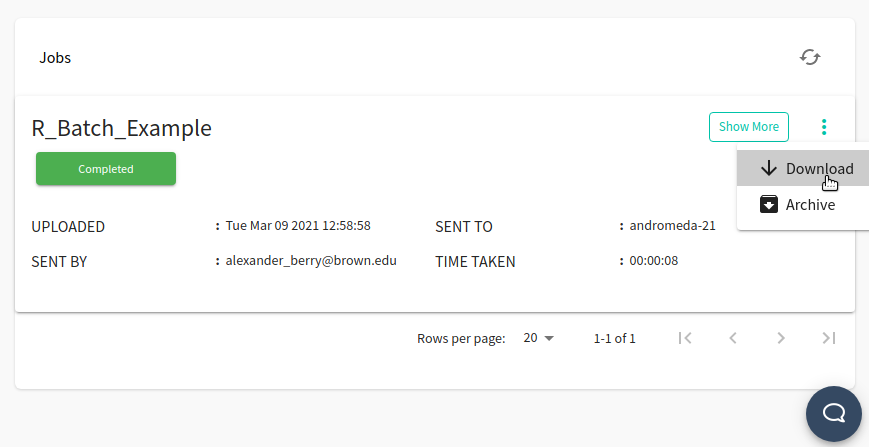 Jobs
R_Batch_Example
Show More
Completed
Download
Archive
UPLOADED : Tue Mar 09 2021 12:58:58 SENT TO : andromeda-21
SENT BY : alexander_berry@brown.edu TIME TAKEN : 00:00:08
Rows per page: 20 1-1 of 1